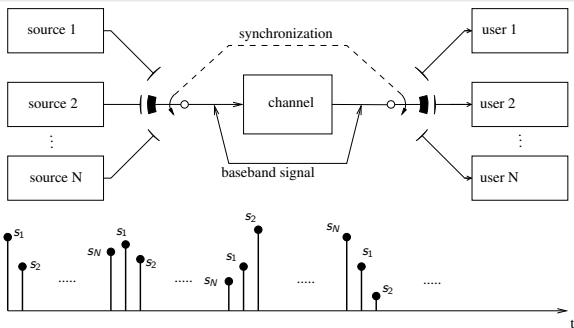 source 1
user 1
synchronization
source 2
channel
user 2
⋮
⋮
baseband signal
source N
user N
s1
s2
.....
sN
s1
s2
.....
sN
s1
s2
.....
sN
s1
s2
.....
t